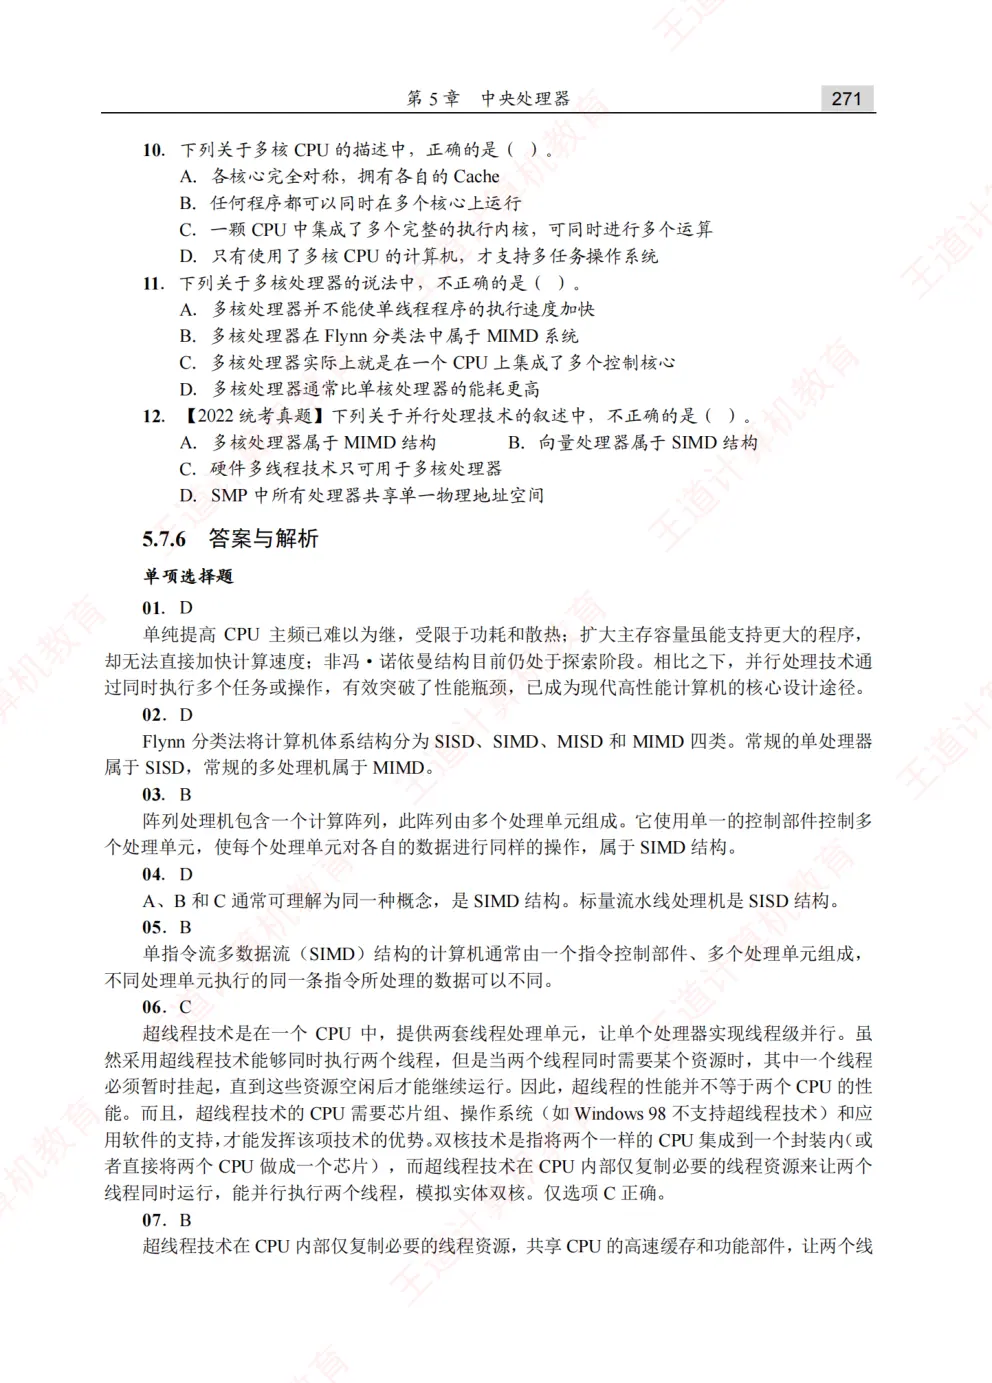 第 5 章 中央处理器 271
10. 下列关于多核 CPU 的描述中，正确的是（ ）。
A. 各核心完全对称，拥有各自的 Cache
B. 任何程序都可以同时在多个核心上运行
C. 一颗 CPU 中集成了多个完整的执行内核，可同时进行多个运算
D. 只有使用了多核 CPU 的计算机，才支持多任务操作系统
11. 下列关于多核处理器的说法中，不正确的是（ ）。
A. 多核处理器并不能使单线程程序的执行速度加快
B. 多核处理器在 Flynn 分类法中属于 MIMD 系统
C. 多核处理器实际上就是在一个 CPU 上集成了多个控制核心
D. 多核处理器通常比单核处理器的能耗更高
12. 【2022 统考真题】下列关于并行处理技术的叙述中，不正确的是（ ）。
A. 多核处理器属于 MIMD 结构 B. 向量处理器属于 SIMD 结构
C. 硬件多线程技术只可用于多核处理器
D. SMP 中所有处理器共享单一物理地址空间
5.7.6 答案与解析
单项选择题
01. D
单纯提高 CPU 主频已难以为继，受限于功耗和散热；扩大主存容量虽能支持更大的程序，
却无法直接加快计算速度；非冯·诺依曼结构目前仍处于探索阶段。相比之下，并行处理技术通
过同时执行多个任务或操作，有效突破了性能瓶颈，已成为现代高性能计算机的核心设计途径。
02. D
Flynn 分类法将计算机体系结构分为 SISD、SIMD、MISD 和 MIMD 四类。常规的单处理器
属于 SISD，常规的多处理机属于 MIMD。
03. B
阵列处理机包含一个计算阵列，此阵列由多个处理单元组成。它使用单一的控制部件控制多
个处理单元，使每个处理单元对各自的数据进行同样的操作，属于 SIMD 结构。
04. D
A、B 和 C 通常可理解为同一种概念，是 SIMD 结构。标量流水线处理机是 SISD 结构。
05. B
单指令流多数据流（SIMD）结构的计算机通常由一个指令控制部件、多个处理单元组成，
不同处理单元执行的同一条指令所处理的数据可以不同。
06. C
超线程技术是在一个 CPU 中，提供两套线程处理单元，让单个处理器实现线程级并行。虽
然采用超线程技术能够同时执行两个线程，但是当两个线程同时需要某个资源时，其中一个线程
必须暂时挂起，直到这些资源空闲后才能继续运行。因此，超线程的性能并不等于两个 CPU 的性
能。而且，超线程技术的 CPU 需要芯片组、操作系统（如 Windows 98 不支持超线程技术）和应
用软件的支持，才能发挥该项技术的优势。双核技术是指将两个一样的 CPU 集成到一个封装内（或
者直接将两个 CPU 做成一个芯片），而超线程技术在 CPU 内部仅复制必要的线程资源来让两个
线程同时运行，能并行执行两个线程，模拟实体双核。仅选项 C 正确。
07. B
超线程技术在 CPU 内部仅复制必要的线程资源，共享 CPU 的高速缓存和功能部件，让两个线
王道计算机教育